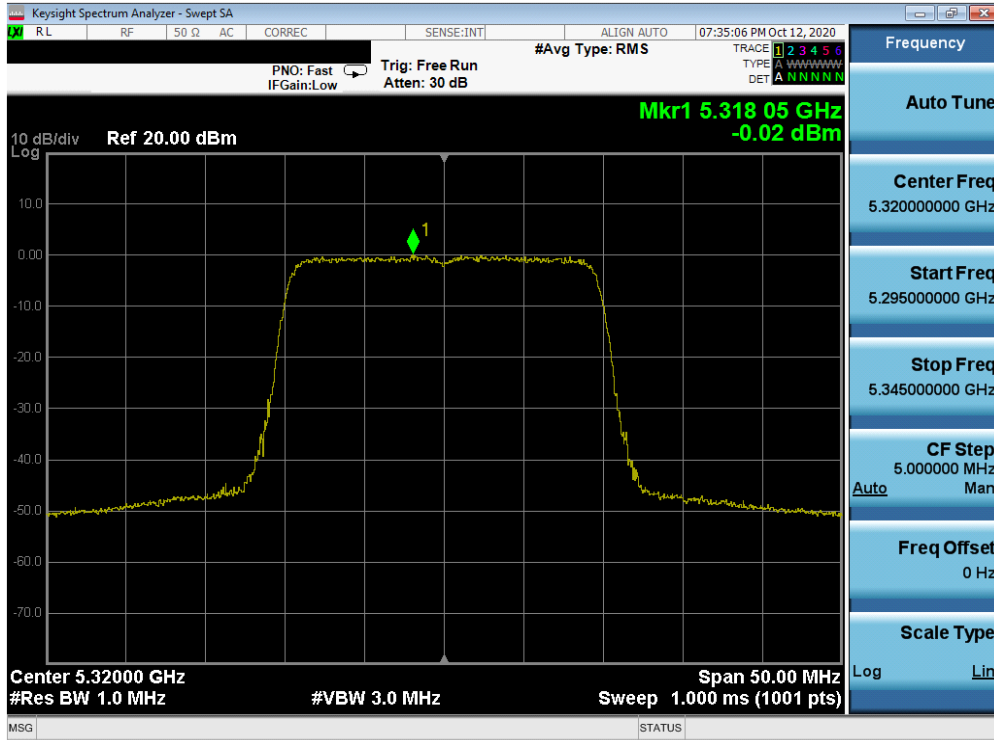 Keysight Spectrum Analyzer - Swept SA
LXI RL RF 50 Ω AC CORREC SENSE:INT ALIGN AUTO 07:35:06 PM Oct 12, 2020
#Avg Type: RMS
TRACE 1 2 3 4 5 6
PNO: Fast Trig: Free Run TYPE A WWWWW
IFGain:Low Atten: 30 dB DET A N N N N N
Mkr1 5.318 05 GHz
10 dB/div Ref 20.00 dBm -0.02 dBm
Log
10.0
1
0.00
-10.0
-20.0
-30.0
-40.0
-50.0
-60.0
-70.0
Center 5.32000 GHz Span 50.00 MHz
#Res BW 1.0 MHz #VBW 3.0 MHz Sweep 1.000 ms (1001 pts)
MSG STATUS
Frequency
Auto Tune
Center Freq
5.320000000 GHz
Start Freq
5.295000000 GHz
Stop Freq
5.345000000 GHz
CF Step
5.000000 MHz
Auto Man
Freq Offset
0 Hz
Scale Type
Log Lin